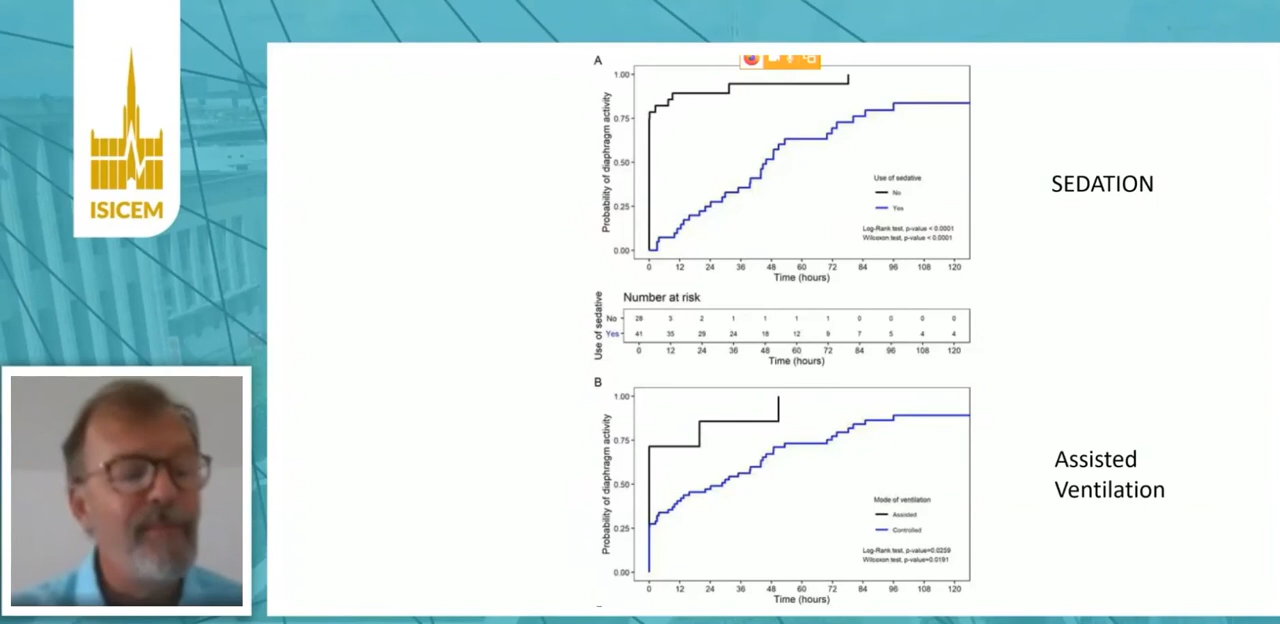 ISICEM
A
Probability of diaphragm activity
1.00
0.75
0.50
0.25
0.00
Use of sedative
No
Yes
Log-Rank test, p-value < 0.0001
Wilcoxon test, p-value < 0.0001
0 12 24 36 48 60 72 84 96 108 120
Time (hours)
SEDATION
Number at risk
Use of sedative
No 28 3 2 1 1 1 1 0 0 0 0
Yes 41 35 29 24 18 12 9 7 5 4 4
0 12 24 36 48 60 72 84 96 108 120
Time (hours)
B
Probability of diaphragm activity
1.00
0.75
0.50
0.25
0.00
Mode of ventilation
Assisted
Controlled
Log-Rank test, p-value=0.0259
Wilcoxon test, p-value=0.0191
0 12 24 36 48 60 72 84 96 108 120
Time (hours)
Assisted
Ventilation